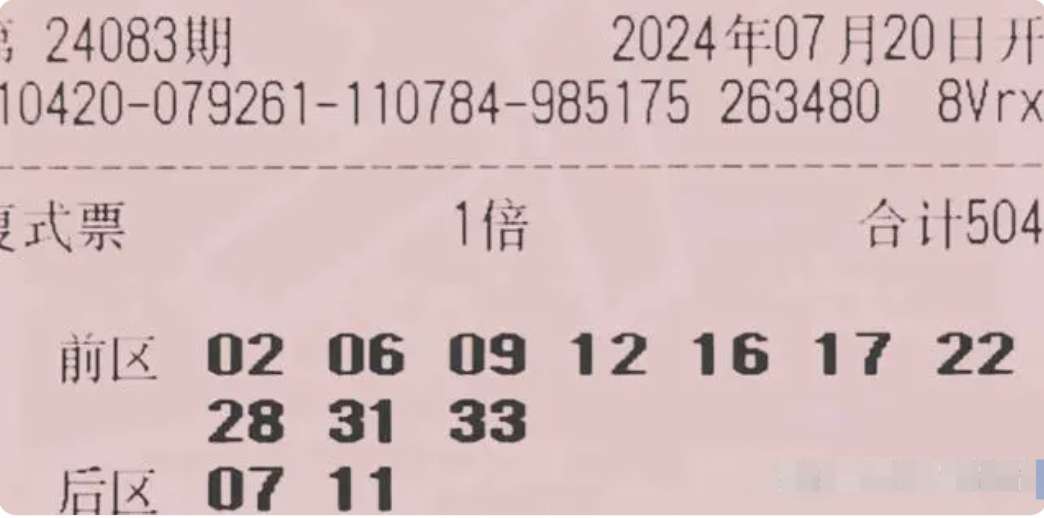 第 24083期 2024年07月20日开
110420-079261-110784-985175 263480 8Vrx
复式票 1倍 合计504
前区 02 06 09 12 16 17 22
28 31 33
后区 07 11